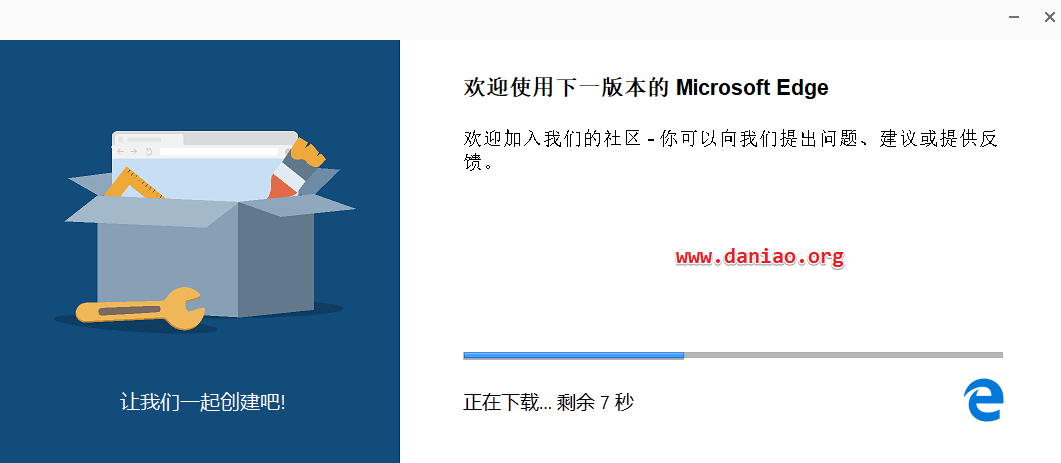 欢迎使用下一版本的 Microsoft Edge
欢迎加入我们的社区 - 你可以向我们提出问题、建议或提供反
馈。
www.daniao.org
让我们一起创建吧!
正在下载... 剩余 7 秒